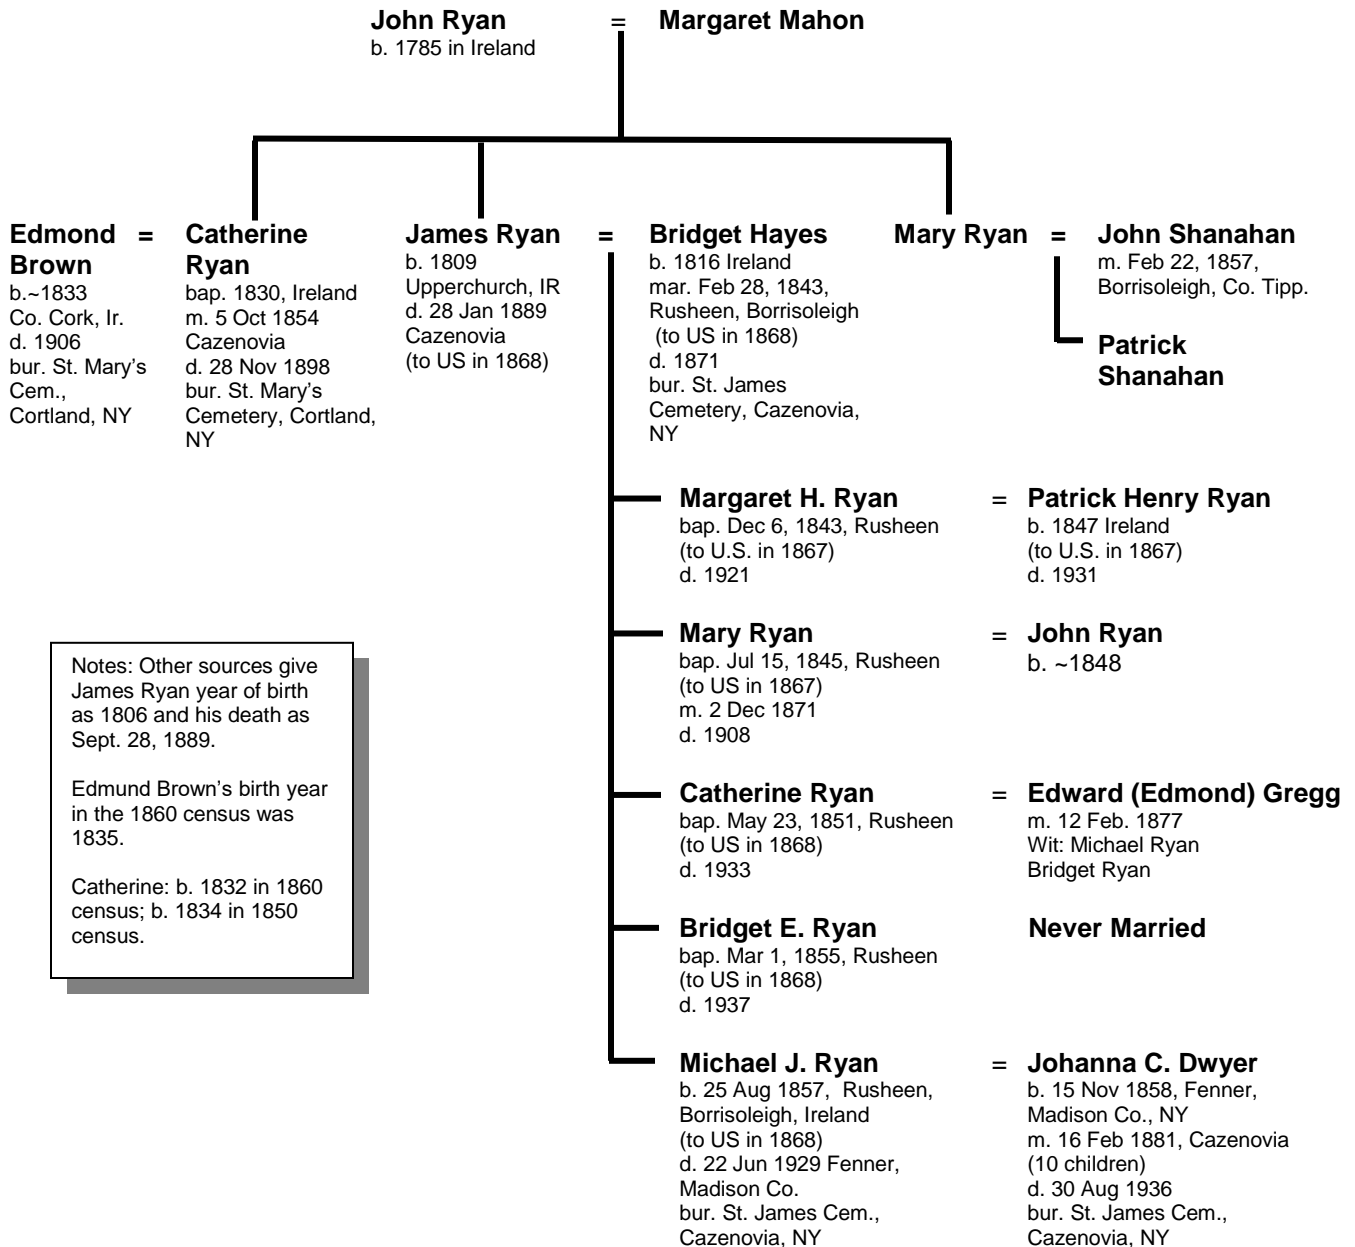 John Ryan = Margaret Mahon
b. 1785 in Ireland
Edmond =
Brown
b.~1833
Co. Cork, Ir.
d. 1906
bur. St. Mary's
Cem.,
Cortland, NY
Catherine
Ryan
bap. 1830, Ireland
m. 5 Oct 1854
Cazenovia
d. 28 Nov 1898
bur. St. Mary's
Cemetery, Cortland,
NY
James Ryan =
b. 1809
Upperchurch, IR
d. 28 Jan 1889
Cazenovia
(to US in 1868)
Bridget Hayes
b. 1816 Ireland
mar. Feb 28, 1843,
Rusheen, Borrisoleigh
(to US in 1868)
d. 1871
bur. St. James
Cemetery, Cazenovia,
NY
Mary Ryan =
John Shanahan
m. Feb 22, 1857,
Borrisoleigh, Co. Tipp.
Patrick
Shanahan
Margaret H. Ryan =
bap. Dec 6, 1843, Rusheen
(to U.S. in 1867)
d. 1921
Patrick Henry Ryan
b. 1847 Ireland
(to U.S. in 1867)
d. 1931
Mary Ryan =
bap. Jul 15, 1845, Rusheen
(to US in 1867)
m. 2 Dec 1871
d. 1908
John Ryan
b. ~1848
Catherine Ryan =
bap. May 23, 1851, Rusheen
(to US in 1868)
d. 1933
Edward (Edmond) Gregg
m. 12 Feb. 1877
Wit: Michael Ryan
Bridget Ryan
Bridget E. Ryan
bap. Mar 1, 1855, Rusheen
(to US in 1868)
d. 1937
Never Married
Michael J. Ryan =
b. 25 Aug 1857, Rusheen,
Borrisoleigh, Ireland
(to US in 1868)
d. 22 Jun 1929 Fenner,
Madison Co.
bur. St. James Cem.,
Cazenovia, NY
Johanna C. Dwyer
b. 15 Nov 1858, Fenner,
Madison Co., NY
m. 16 Feb 1881, Cazenovia
(10 children)
d. 30 Aug 1936
bur. St. James Cem.,
Cazenovia, NY
Notes: Other sources give
James Ryan year of birth
as 1806 and his death as
Sept. 28, 1889.
Edmund Brown's birth year
in the 1860 census was
1835.
Catherine: b. 1832 in 1860
census; b. 1834 in 1850
census.